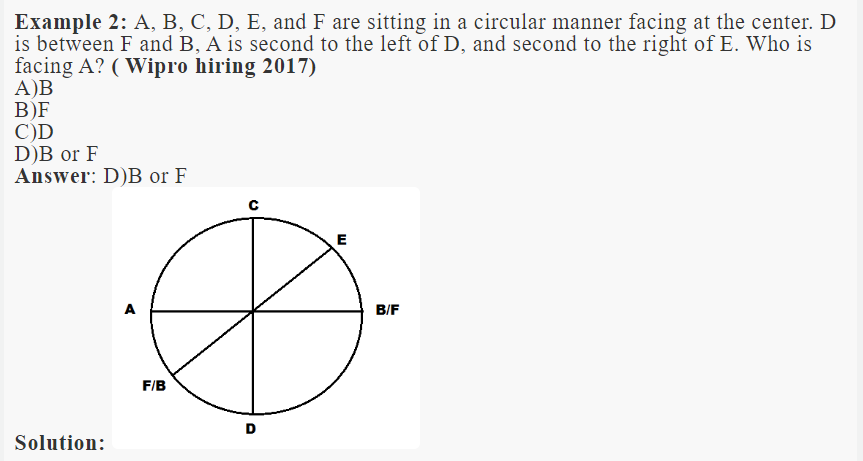 Example 2: A, B, C, D, E, and F are sitting in a circular manner facing at the center. D
is between F and B, A is second to the left of D, and second to the right of E. Who is
facing A? ( Wipro hiring 2017)
A)B
B)F
C)D
D)B or F
Answer: D)B or F
C
E
A
B/F
F/B
D
Solution: